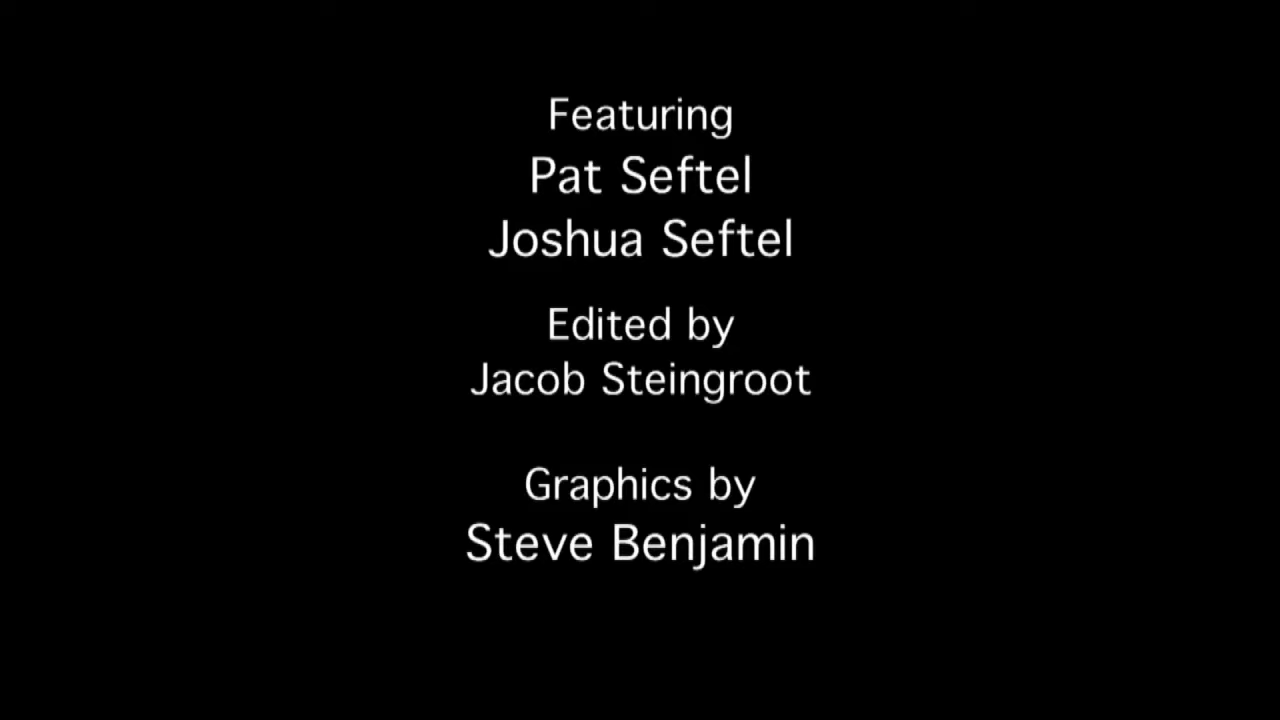 Featuring
Pat Seftel
Joshua Seftel
Edited by
Jacob Steingroot
Graphics by
Steve Benjamin